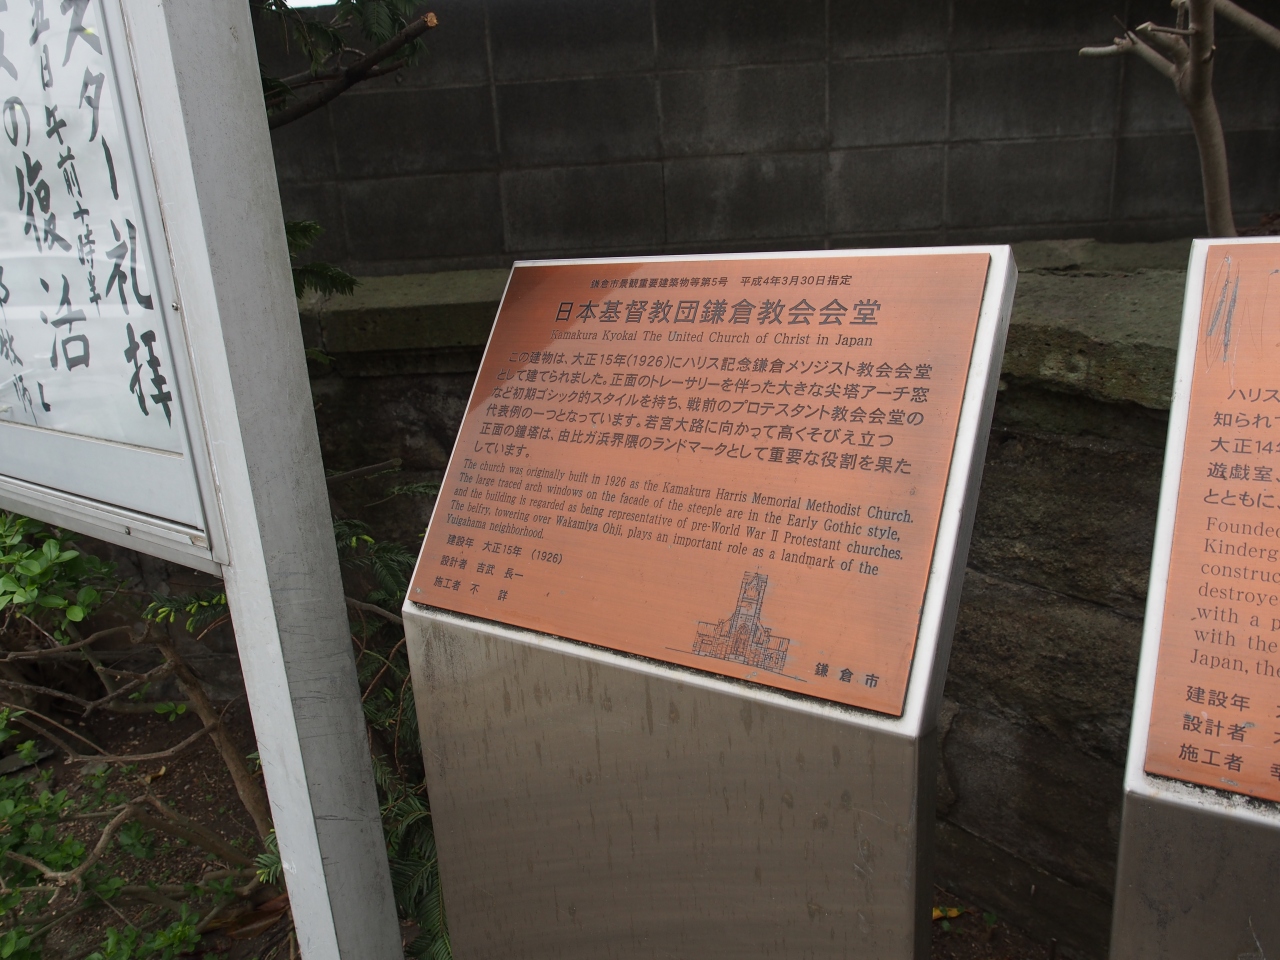 スター礼拝
五日午前十時半
スの復活
牧師
鎌倉市景観重要建築物等第5号 平成4年3月30日指定
日本基督教団鎌倉教会会堂
Kamakura Kyokai The United Church of Christ in Japan
この建物は、大正15年(1926)にハリス記念鎌倉メソジスト教会会堂
として建てられました。正面のトレーサリーを伴った大きな尖塔アーチ窓
など初期ゴシック的スタイルを持ち、戦前のプロテスタント教会会堂の
代表例の一つとなっています。若宮大路に向かって高くそびえ立つ
正面の鐘塔は、由比ガ浜界隈のランドマークとして重要な役割を果た
しています。
The church was originally built in 1926 as the Kamakura Harris Memorial Methodist Church.
The large traced arch windows on the facade of the steeple are in the Early Gothic style,
and the building is regarded as being representative of pre-World War II Protestant churches.
The belfry, towering over Wakamiya Ohji, plays an important role as a landmark of the
Yuigahama neighborhood.
建設年 大正15年 (1926)
設計者 吉武 長一
施工者 不 詳
鎌倉市
ハリス
知られ
大正14
遊戯室、
とともに、
Founde
Kinderg
construc
destroye
with a p
with the
Japan, the
建設年
設計者
施工者